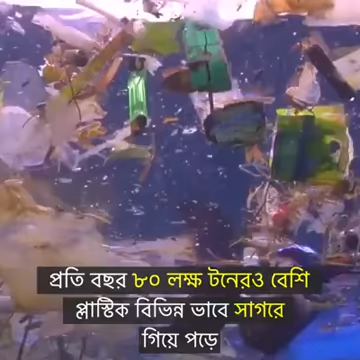 প্রতি বছর ৮০ লক্ষ টনেরও বেশি
প্লাস্টিক বিভিন্ন ভাবে সাগরে
গিয়ে পড়ে